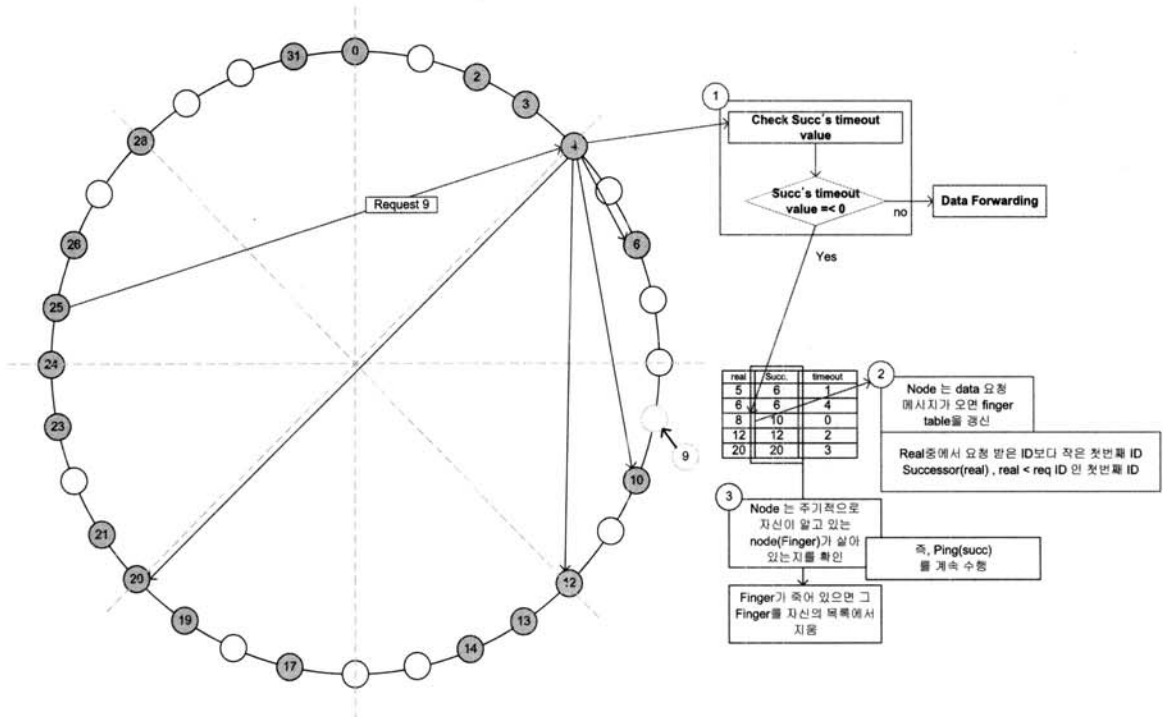 0
2
3
4
6
10
12
13
14
17
19
20
21
23
24
25
26
28
31
Request 9
9
1
Check Succ´s timeout
value
Succ´s timeout
value =< 0
no
Data Forwarding
Yes
real Succ. timeout
5 6 1
6 6 4
8 10 0
12 12 2
20 20 3
2
Node 는 data 요청
메시지가 오면 finger
table을 갱신
Real중에서 요청 받은 ID보다 작은 첫번째 ID
Successor(real) , real < req ID 인 첫번째 ID
3
Node 는 주기적으로
자신이 알고 있는
node(Finger)가 살아
있는지를 확인
즉, Ping(succ)
를 계속 수행
Finger가 죽어 있으면 그
Finger를 자신의 목록에서
지움